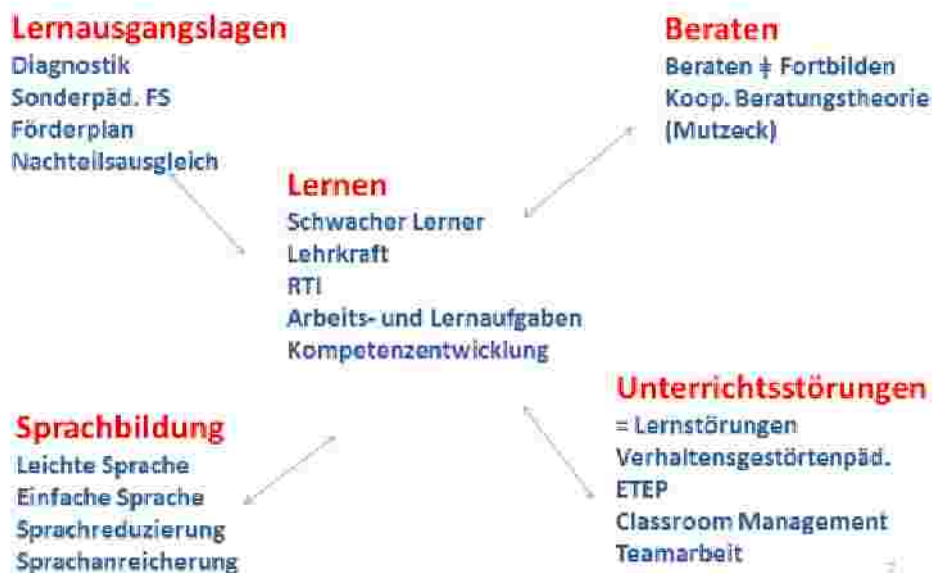 Lernausgangslagen
Diagnostik
Sonderpäd. FS
Förderplan
Nachteilsausgleich
Beraten
Beraten ǂ Fortbilden
Koop. Beratungstheorie
(Mutzeck)
Lernen
Schwacher Lerner
Lehrkraft
RTI
Arbeits- und Lernaufgaben
Kompetenzentwicklung
Sprachbildung
Leichte Sprache
Einfache Sprache
Sprachreduzierung
Sprachanreicherung
Unterrichtsstörungen
= Lernstörungen
Verhaltensgestörtenpäd.
ETEP
Classroom Management
Teamarbeit